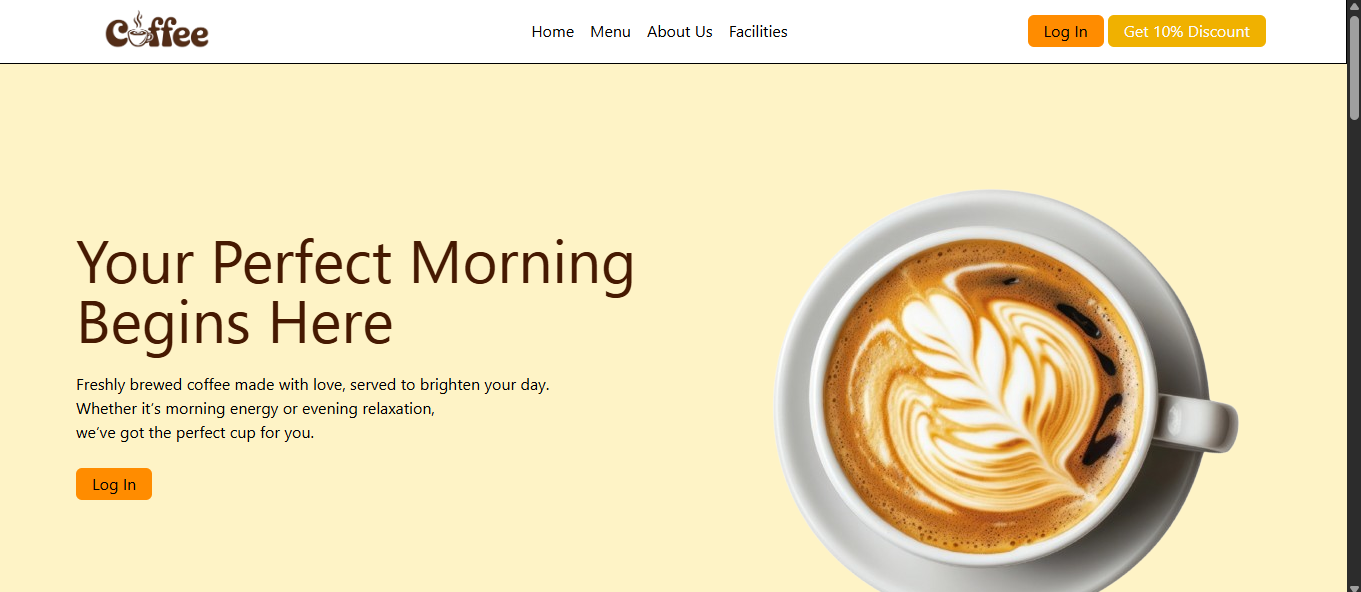 Coffee
Home Menu About Us Facilities
Log In Get 10% Discount
Your Perfect Morning
Begins Here
Freshly brewed coffee made with love, served to brighten your day.
Whether it’s morning energy or evening relaxation,
we’ve got the perfect cup for you.
Log In